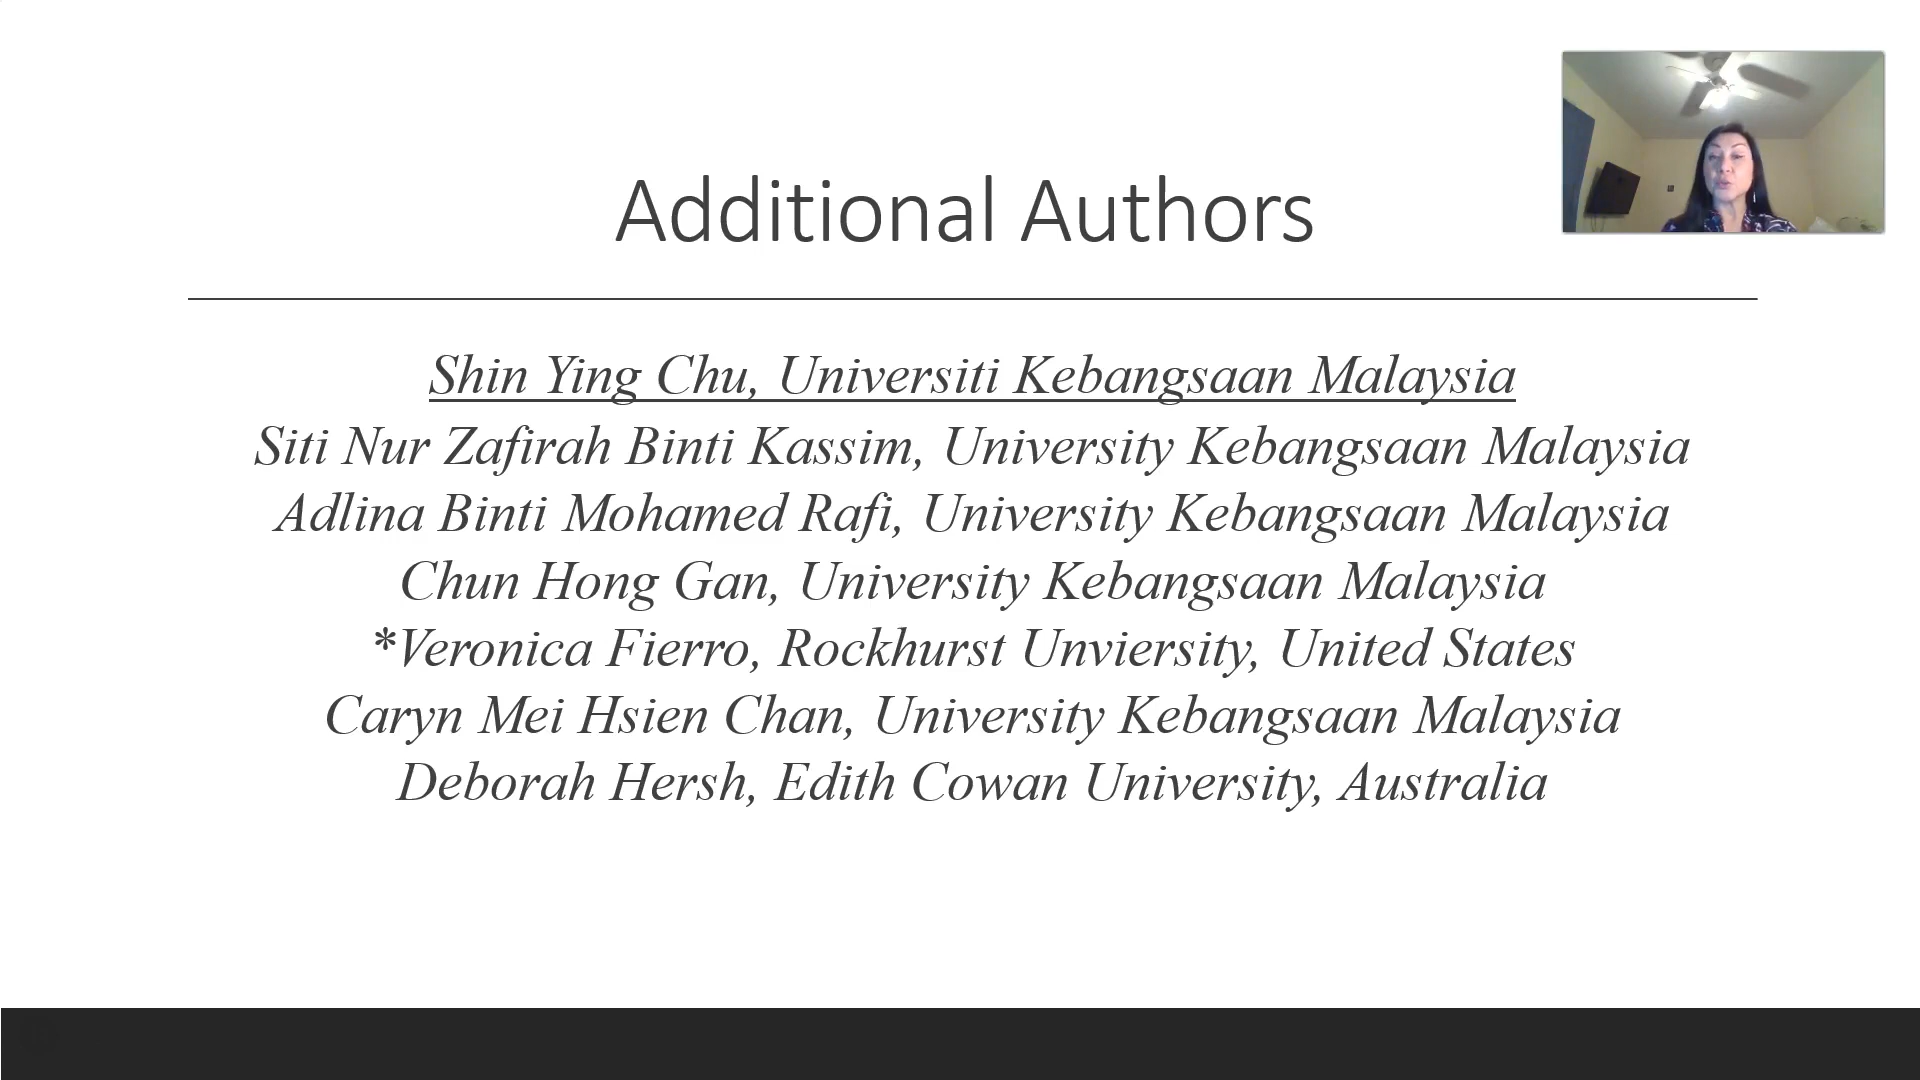 Additional Authors
Shin Ying Chu, Universiti Kebangsaan Malaysia
Siti Nur Zafirah Binti Kassim, University Kebangsaan Malaysia
Adlina Binti Mohamed Rafi, University Kebangsaan Malaysia
Chun Hong Gan, University Kebangsaan Malaysia
*Veronica Fierro, Rockhurst Unviersity, United States
Caryn Mei Hsien Chan, University Kebangsaan Malaysia
Deborah Hersh, Edith Cowan University, Australia